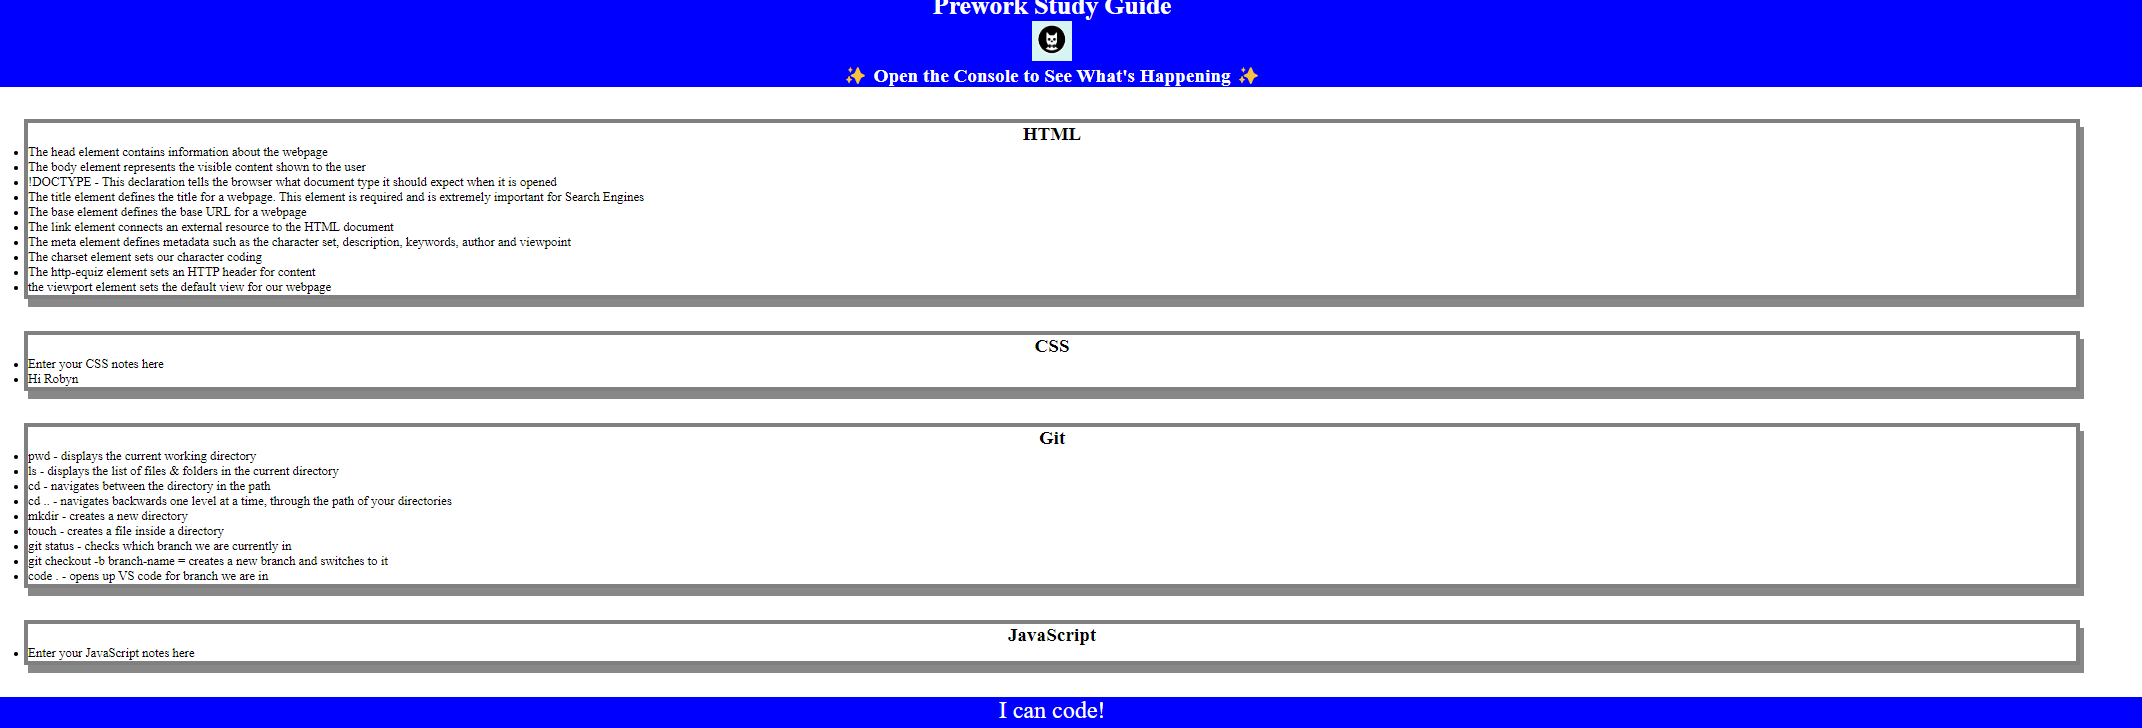 Prework Study Guide
✨ Open the Console to See What's Happening ✨
HTML
The head element contains information about the webpage
The body element represents the visible content shown to the user
!DOCTYPE - This declaration tells the browser what document type it should expect when it is opened
The title element defines the title for a webpage. This element is required and is extremely important for Search Engines
The base element defines the base URL for a webpage
The link element connects an external resource to the HTML document
The meta element defines metadata such as the character set, description, keywords, author and viewpoint
The charset element sets our character coding
The http-equiz element sets an HTTP header for content
the viewport element sets the default view for our webpage
CSS
Enter your CSS notes here
Hi Robyn
Git
pwd - displays the current working directory
ls - displays the list of files & folders in the current directory
cd - navigates between the directory in the path
cd .. - navigates backwards one level at a time, through the path of your directories
mkdir - creates a new directory
touch - creates a file inside a directory
git status - checks which branch we are currently in
git checkout -b branch-name = creates a new branch and switches to it
code . - opens up VS code for branch we are in
JavaScript
Enter your JavaScript notes here
I can code!